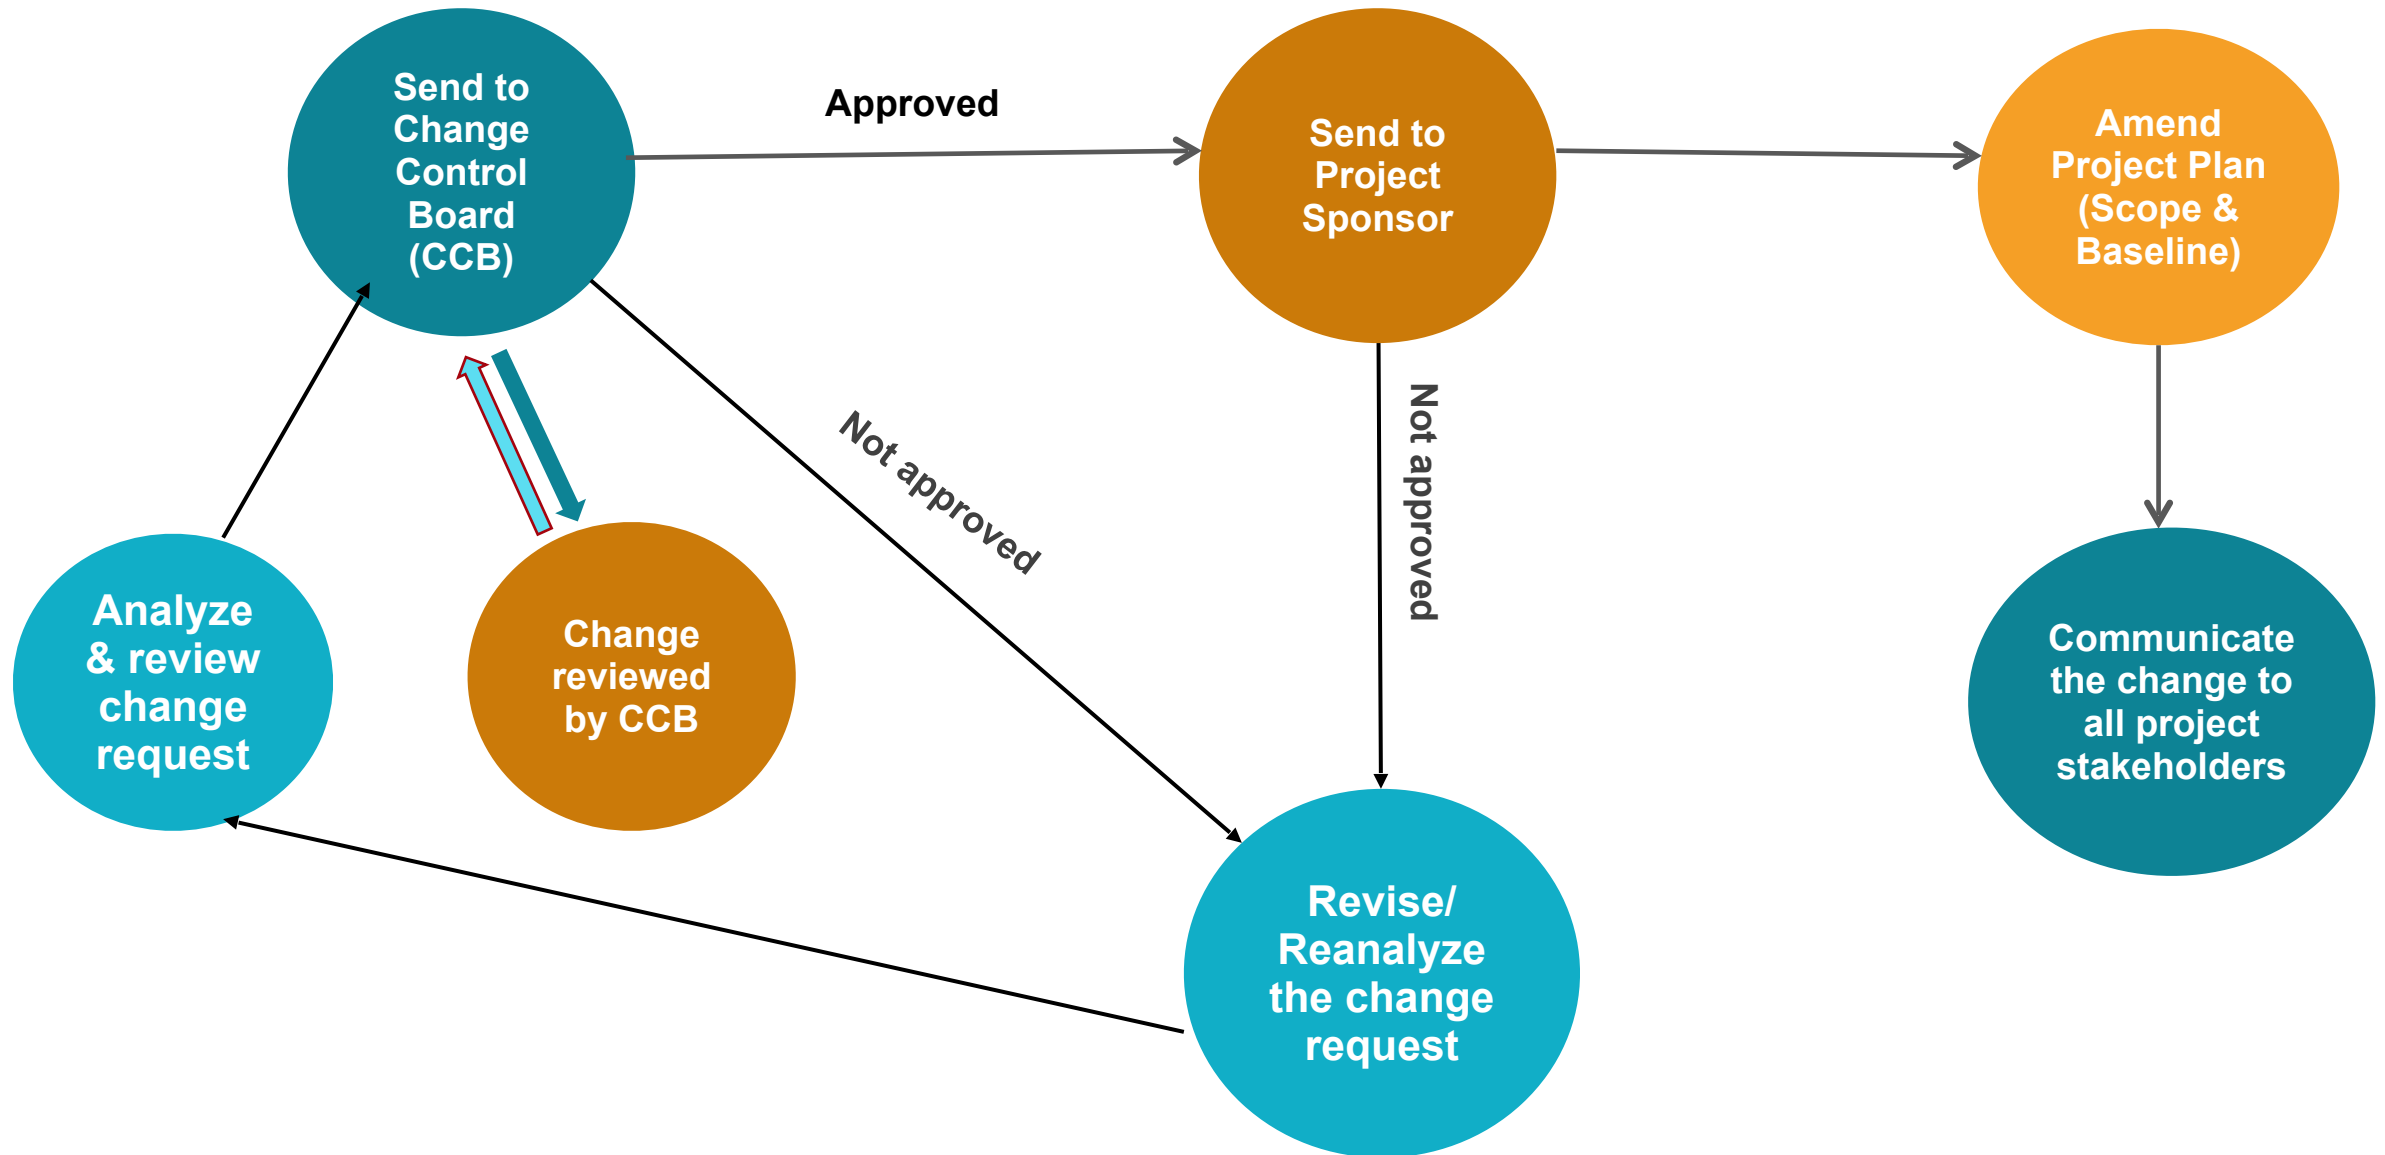 Send to
Change
Control
Board
(CCB)
Approved
Send to
Project
Sponsor
Amend
Project Plan
(Scope &
Baseline)
Not approved
Not approved
Analyze
& review
change
request
Change
reviewed
by CCB
Communicate
the change to
all project
stakeholders
Revise/
Reanalyze
the change
request